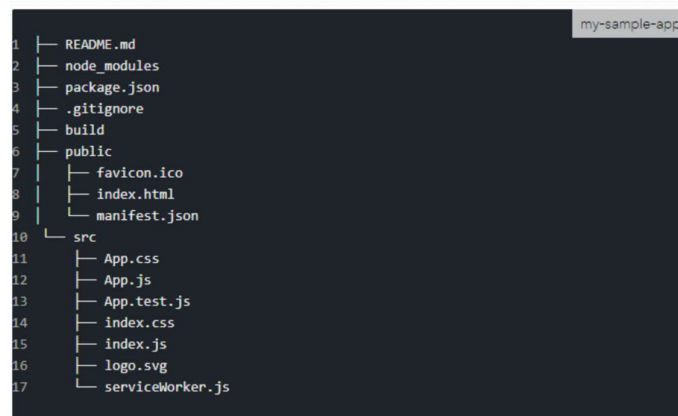 my-sample-app
1 ├── README.md
2 ├── node_modules
3 ├── package.json
4 ├── .gitignore
5 ├── build
6 ├── public
7 │   ├── favicon.ico
8 │   ├── index.html
9 │   └── manifest.json
10 └── src
11     ├── App.css
12     ├── App.js
13     ├── App.test.js
14     ├── index.css
15     ├── index.js
16     ├── logo.svg
17     └── serviceWorker.js